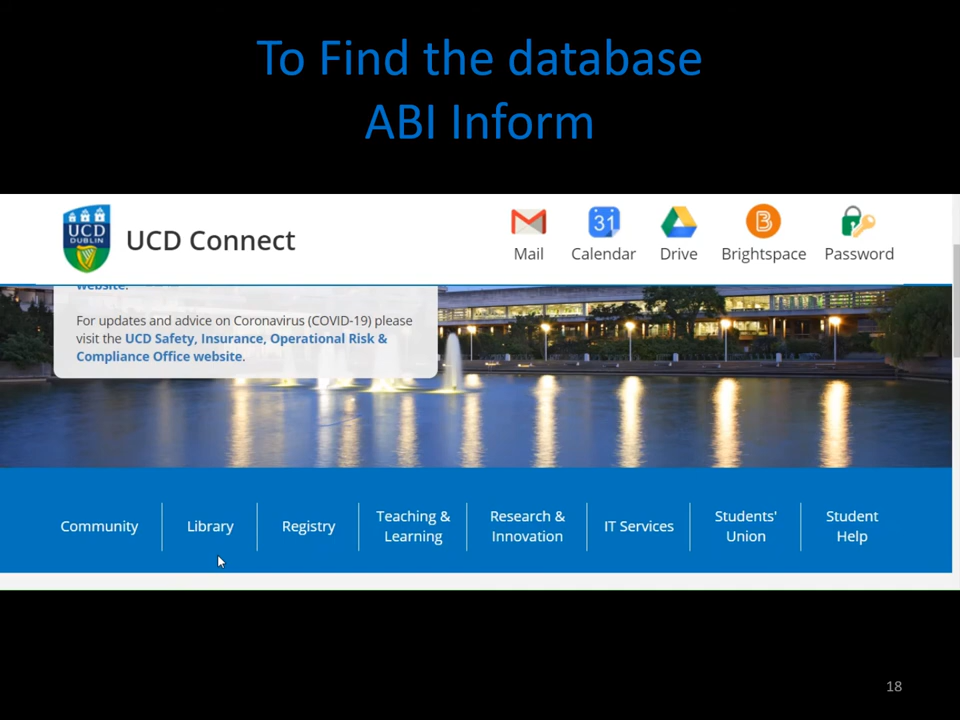 To Find the database
ABI Inform
UCD
DUBLIN
UCD Connect
31
Mail
Calendar
Drive
Brightspace
Password
website.
For updates and advice on Coronavirus (COVID-19) please
visit the UCD Safety, Insurance, Operational Risk &
Compliance Office website.
Community
Library
Registry
Teaching &
Learning
Research &
Innovation
IT Services
Students'
Union
Student
Help
18